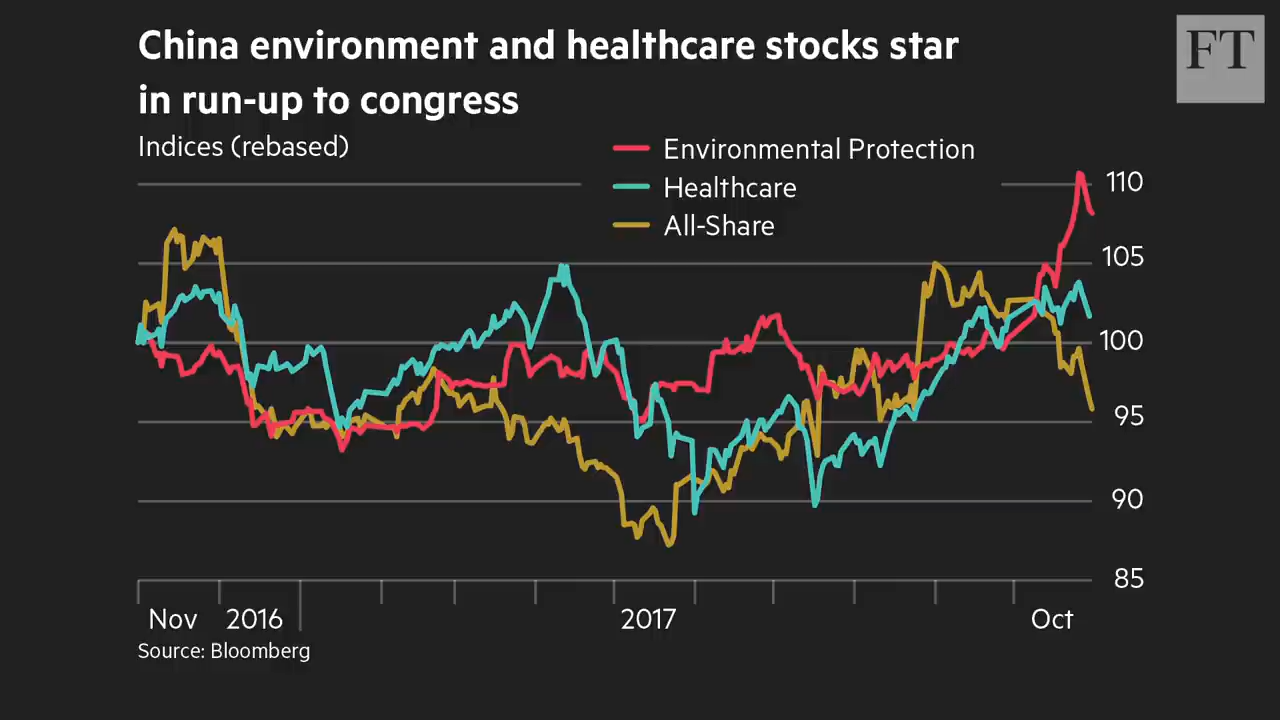 China environment and healthcare stocks star
in run-up to congress
FT
Indices (rebased)
Environmental Protection
Healthcare
All-Share
110
105
100
95
90
85
Nov 2016 2017 Oct
Source: Bloomberg